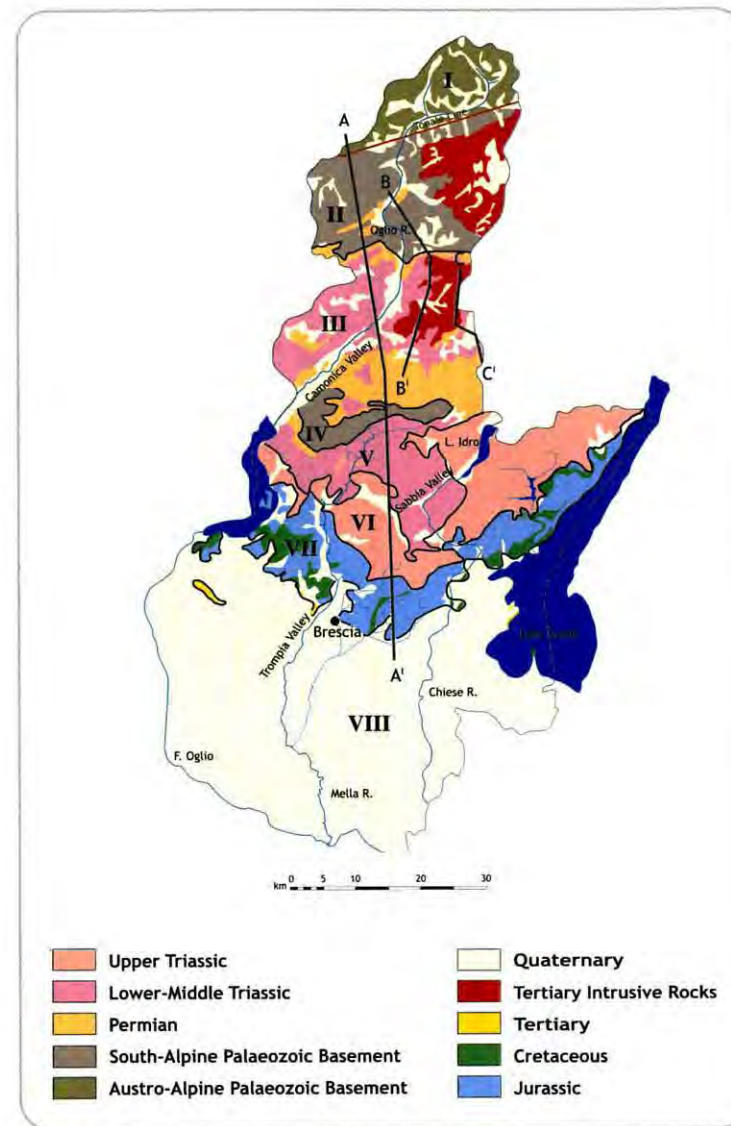 I
A
Tonale Line
B
II
Oglio R.
C
III
Camonica Valley
B'
C'
IV
L. Idro
V
Sabbia Valley
VI
VII
Brescia
Trompia Valley
A'
Chiese R.
VIII
F. Oglio
Mella R.
km 0 5 10 20 30
Upper Triassic
Lower-Middle Triassic
Permian
South-Alpine Palaeozoic Basement
Austro-Alpine Palaeozoic Basement
Quaternary
Tertiary Intrusive Rocks
Tertiary
Cretaceous
Jurassic